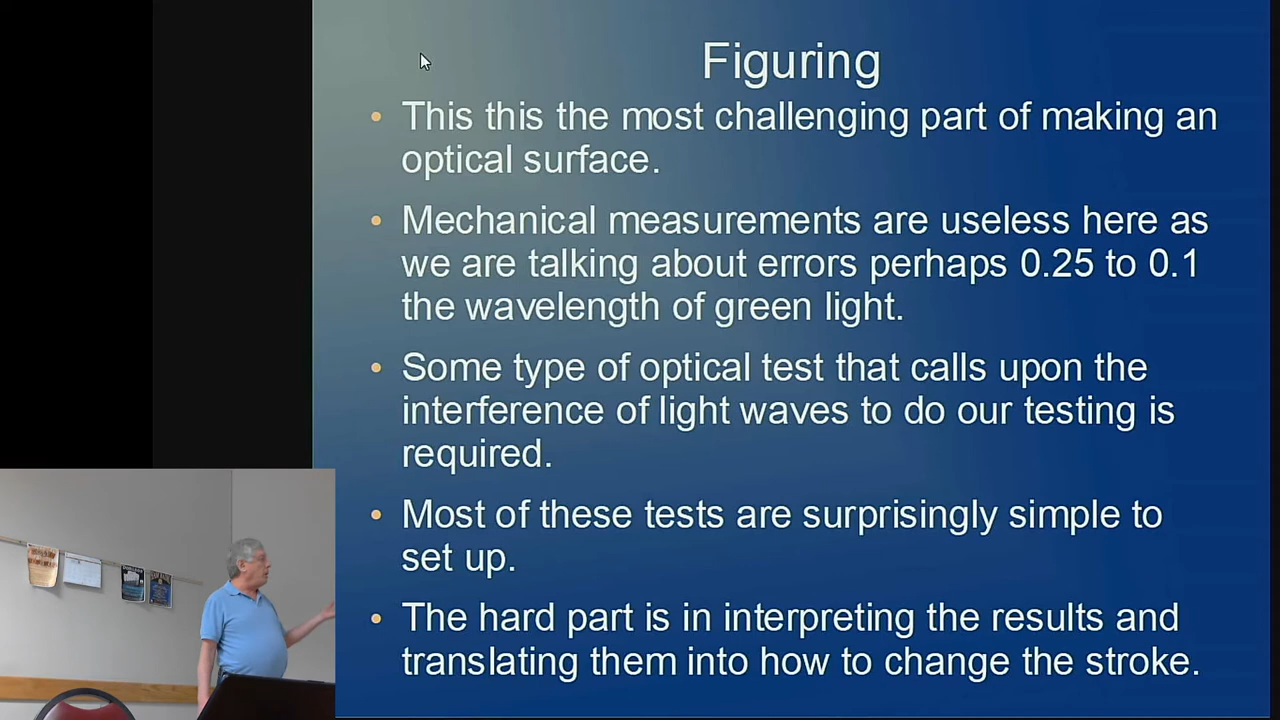 Figuring
• This this the most challenging part of making an
optical surface.
• Mechanical measurements are useless here as
we are talking about errors perhaps 0.25 to 0.1
the wavelength of green light.
• Some type of optical test that calls upon the
interference of light waves to do our testing is
required.
• Most of these tests are surprisingly simple to
set up.
• The hard part is in interpreting the results and
translating them into how to change the stroke.